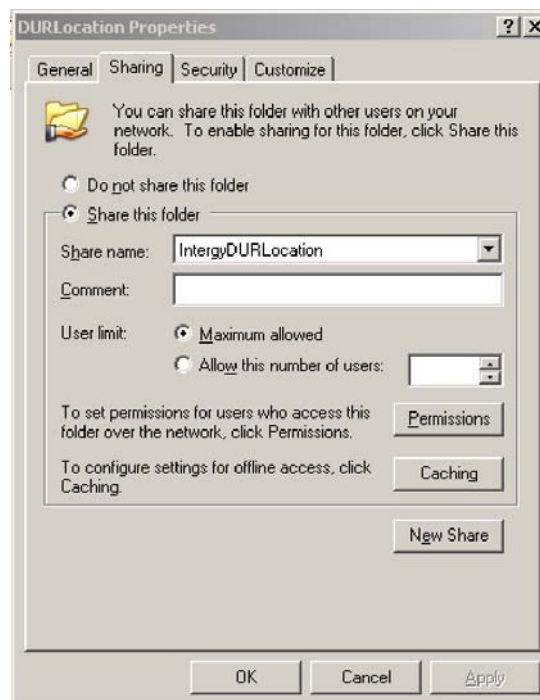 DURLocation Properties
General Sharing Security Customize
You can share this folder with other users on your
network. To enable sharing for this folder, click Share this
folder.
Do not share this folder
Share this folder
Share name: IntergyDURLocation
Comment:
User limit: Maximum allowed
Allow this number of users:
To set permissions for users who access this
folder over the network, click Permissions.
Permissions
To configure settings for offline access, click
Caching.
Caching
New Share
OK Cancel Apply